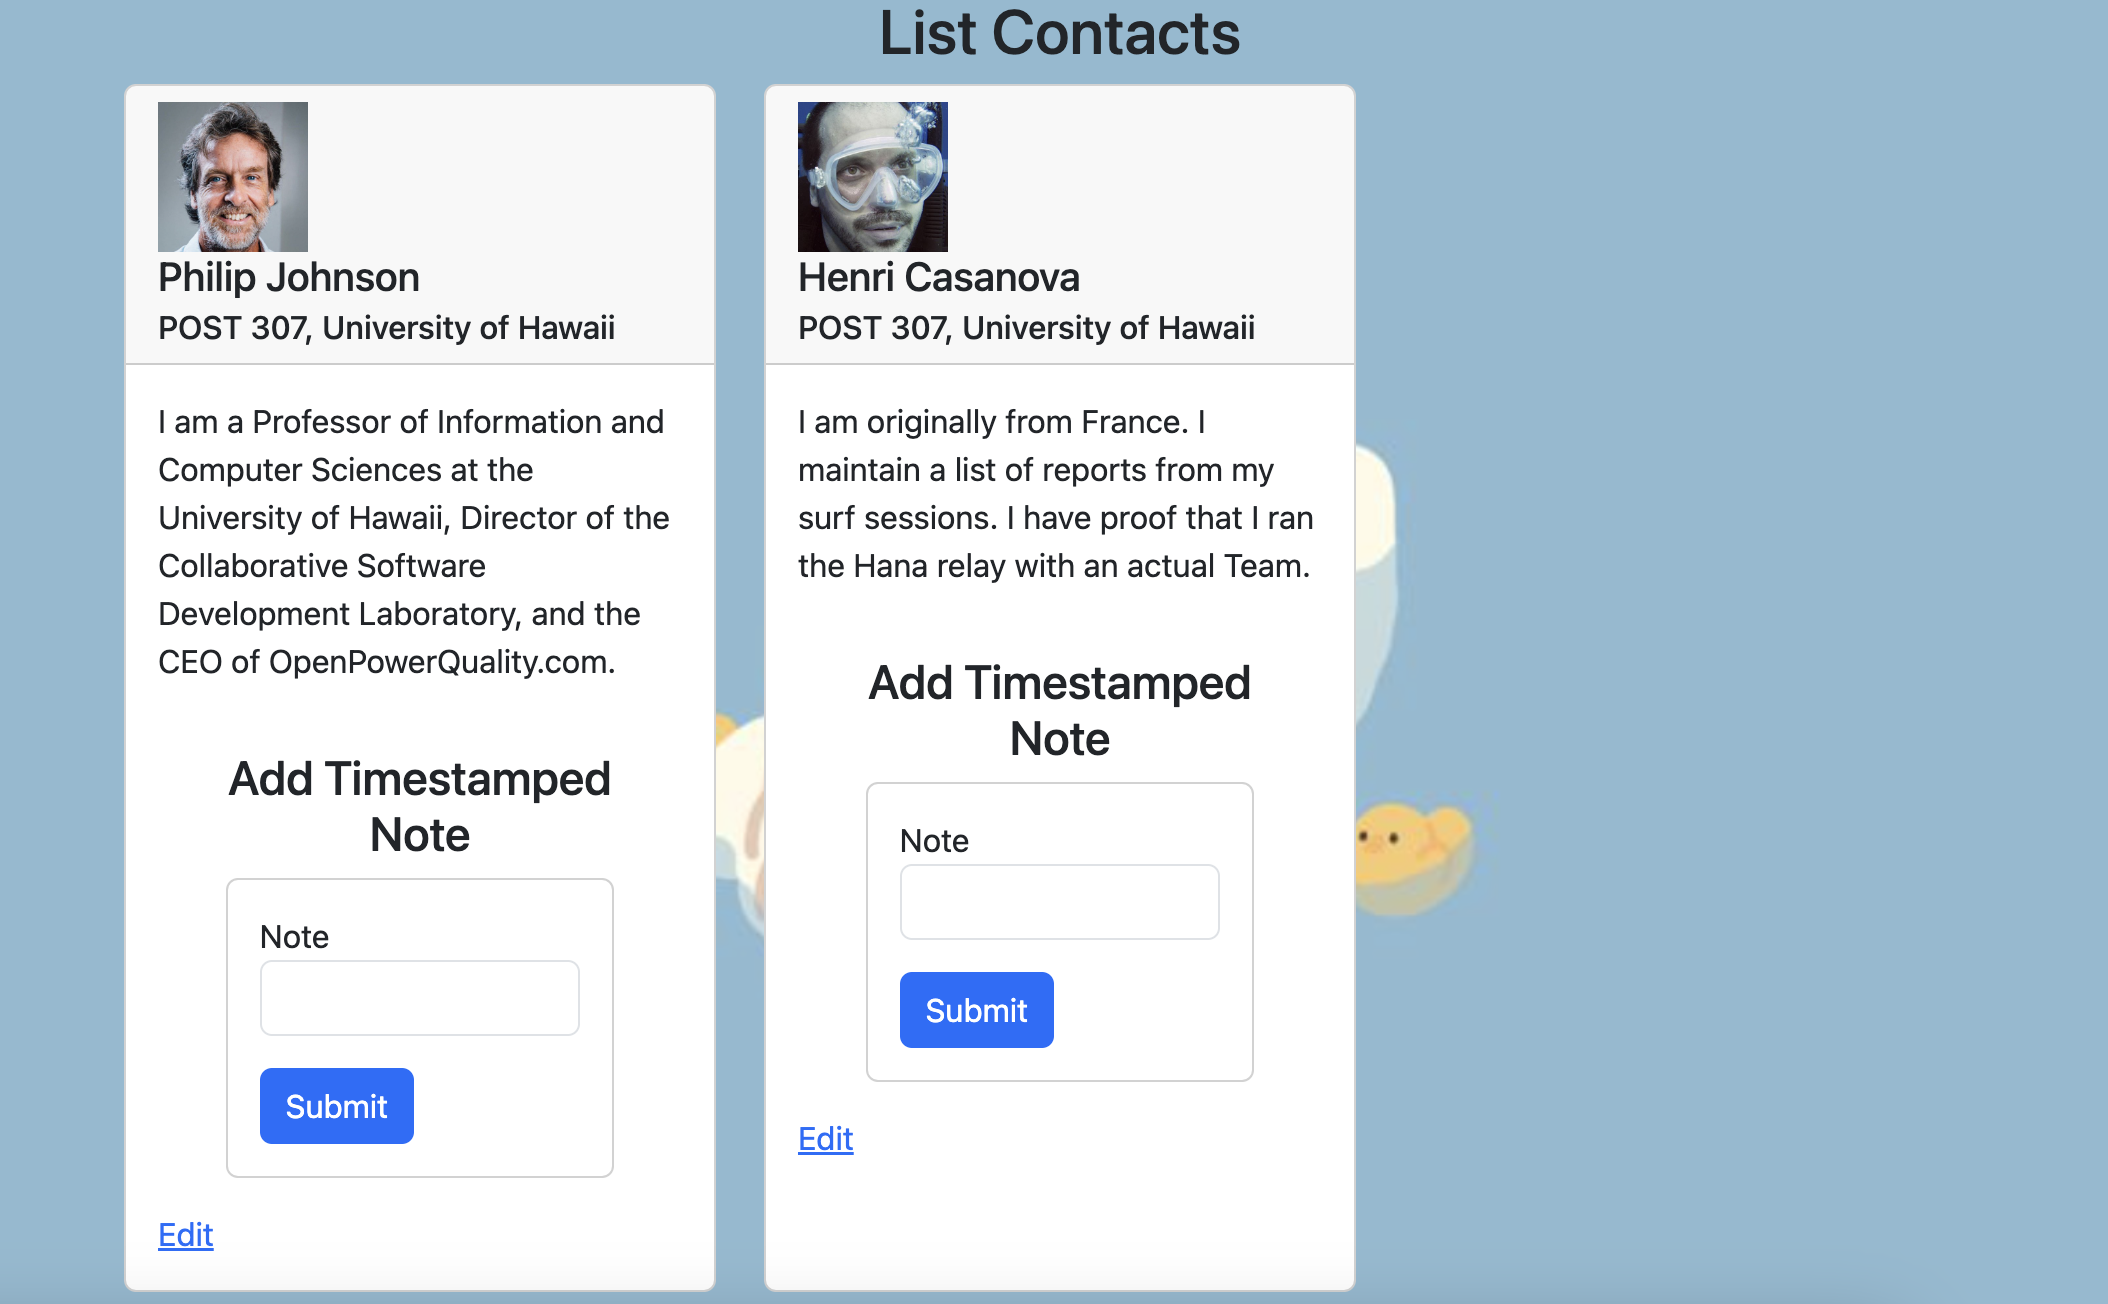 List Contacts
Philip Johnson
POST 307, University of Hawaii
I am a Professor of Information and
Computer Sciences at the
University of Hawaii, Director of the
Collaborative Software
Development Laboratory, and the
CEO of OpenPowerQuality.com.
Add Timestamped
Note
Note
Submit
Edit
Henri Casanova
POST 307, University of Hawaii
I am originally from France. I
maintain a list of reports from my
surf sessions. I have proof that I ran
the Hana relay with an actual Team.
Add Timestamped
Note
Note
Submit
Edit